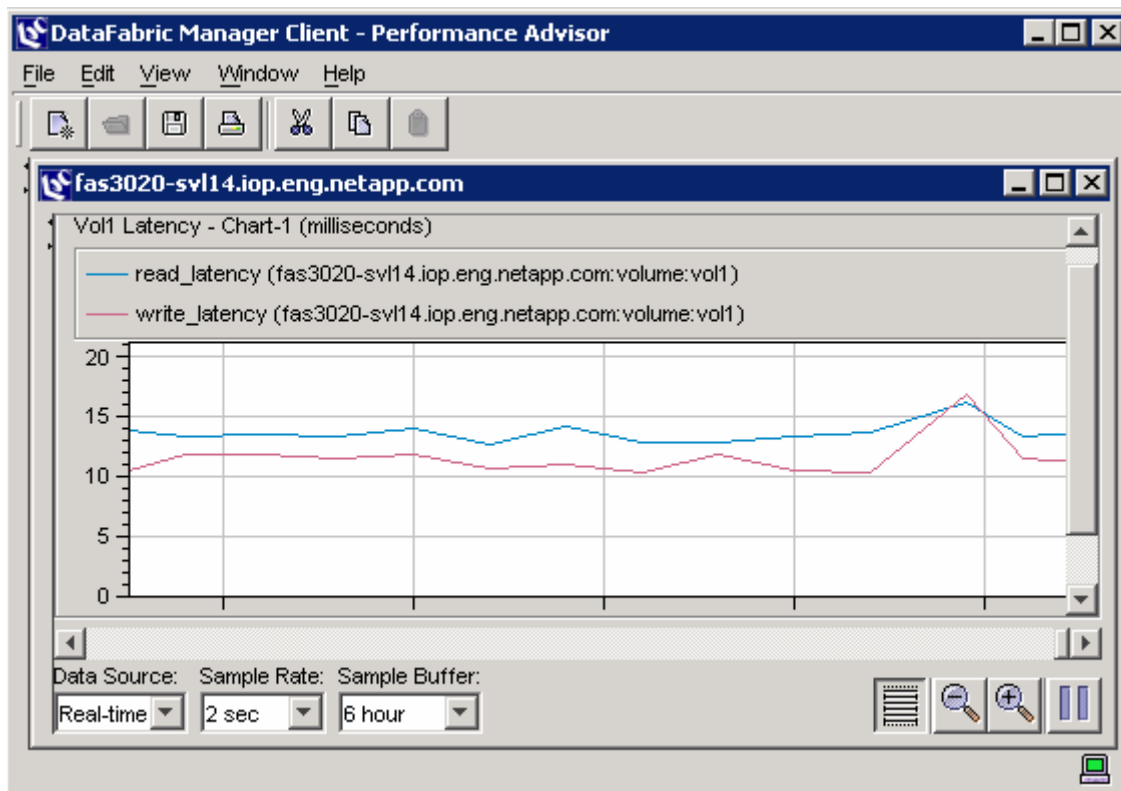 DataFabric Manager Client - Performance Advisor
File Edit View Window Help
fas3020-svl14.iop.eng.netapp.com
Vol1 Latency - Chart-1 (milliseconds)
read_latency (fas3020-svl14.iop.eng.netapp.com:volume:vol1)
write_latency (fas3020-svl14.iop.eng.netapp.com:volume:vol1)
20
15
10
5
0
Data Source: Sample Rate: Sample Buffer:
Real-time 2 sec 6 hour